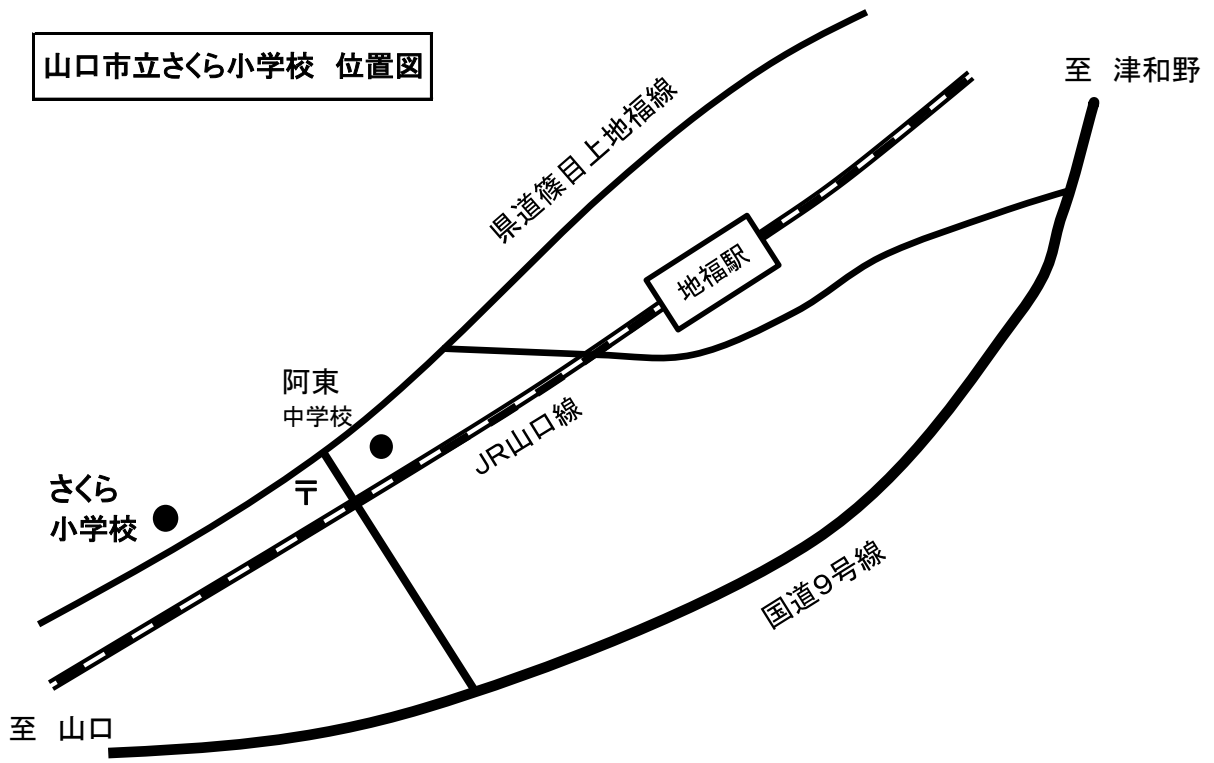 山口市立さくら小学校　位置図
至　津和野
県道篠目上地福線
地福駅
阿東
中学校
JR山口線
さくら
小学校
〒
国道9号線
至　山口